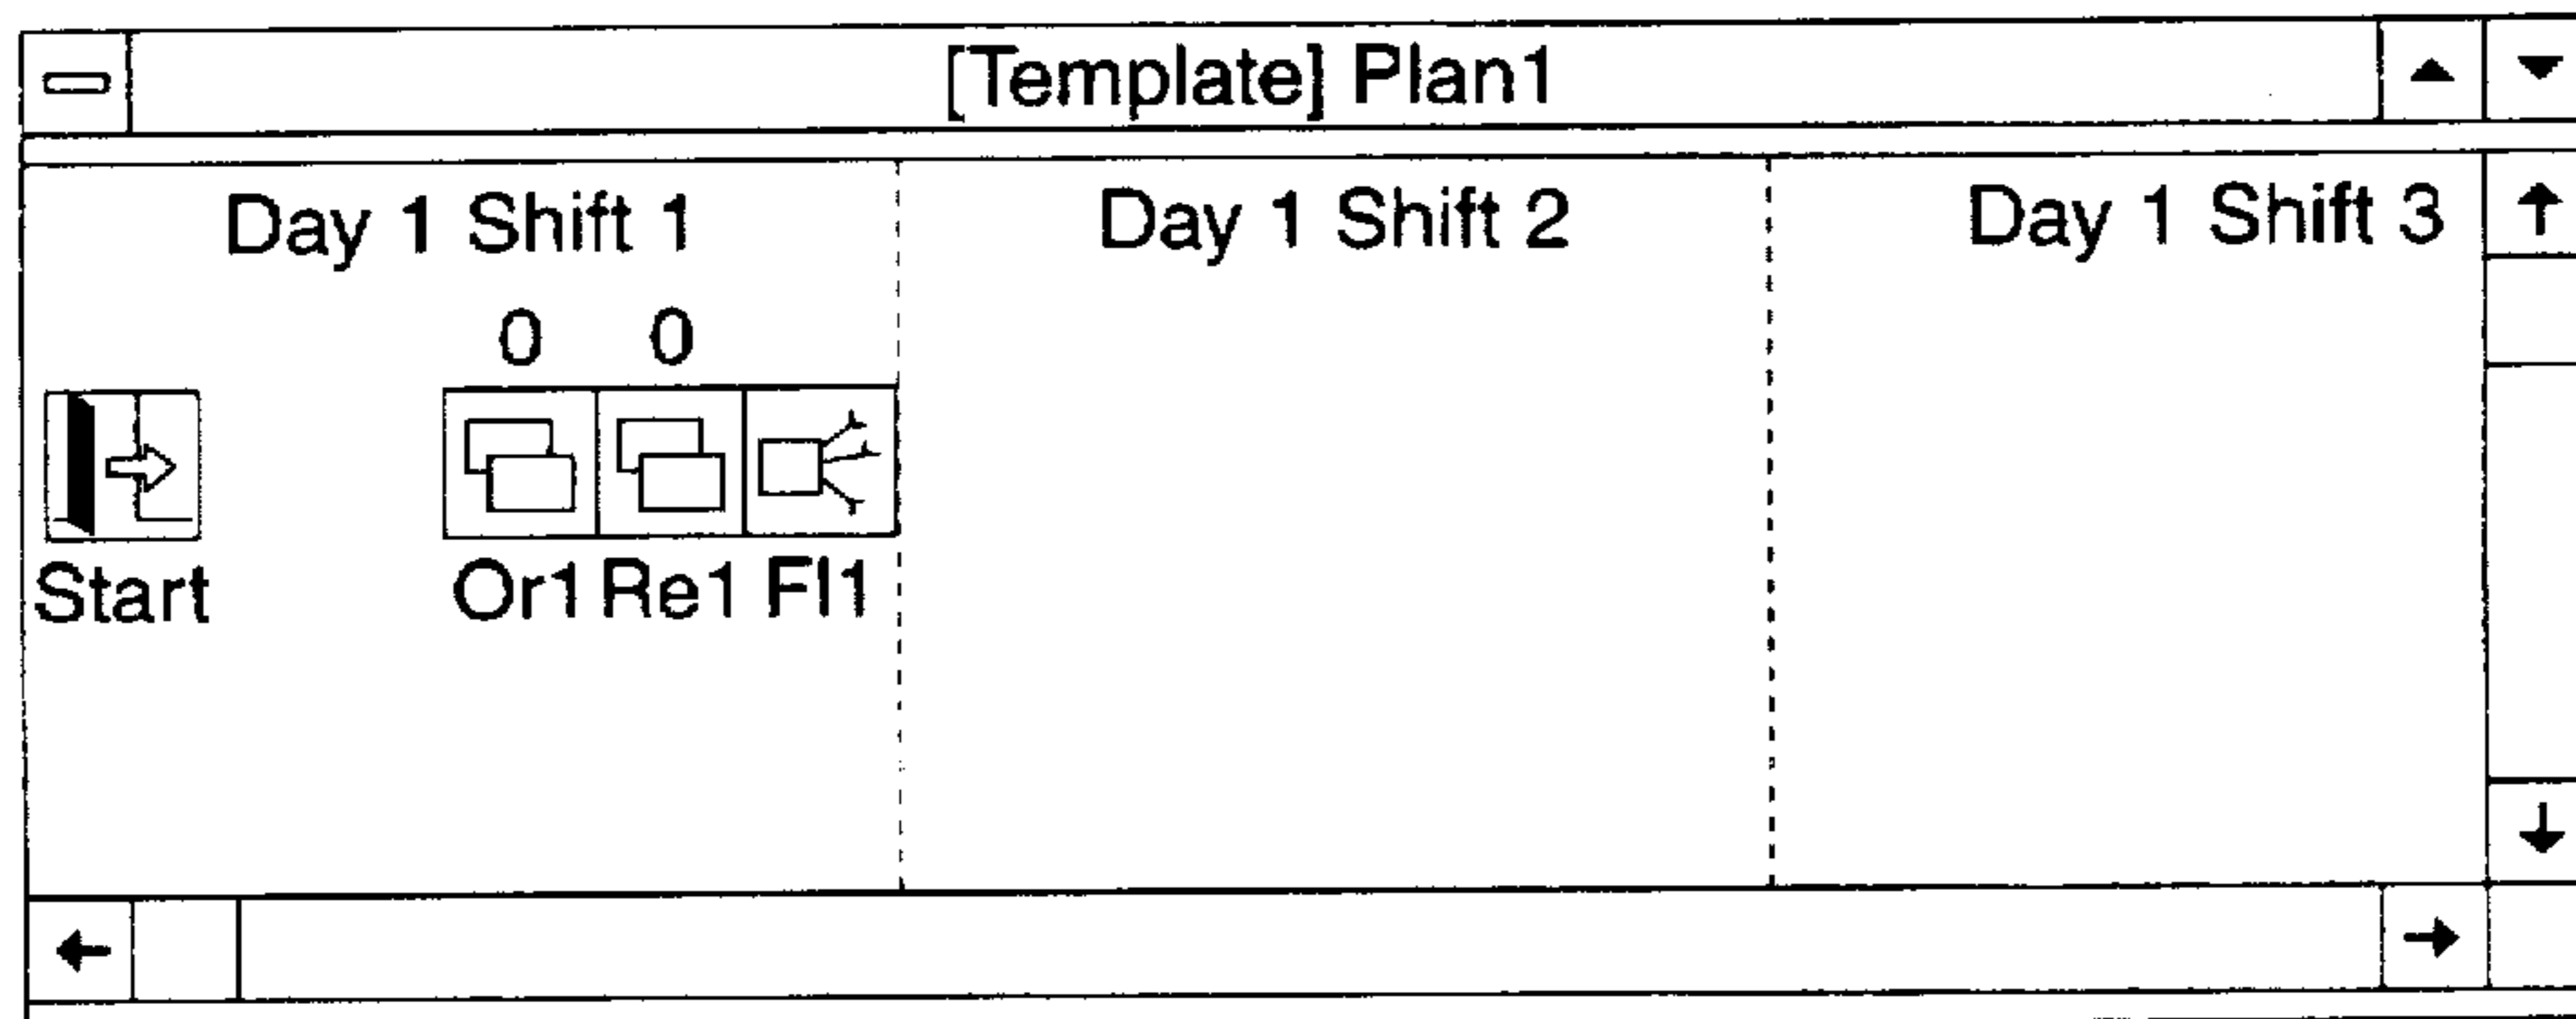 [Template] Plan1
Day 1 Shift 1 Day 1 Shift 2 Day 1 Shift 3
0 0
Start Or1 Re1 Fl1